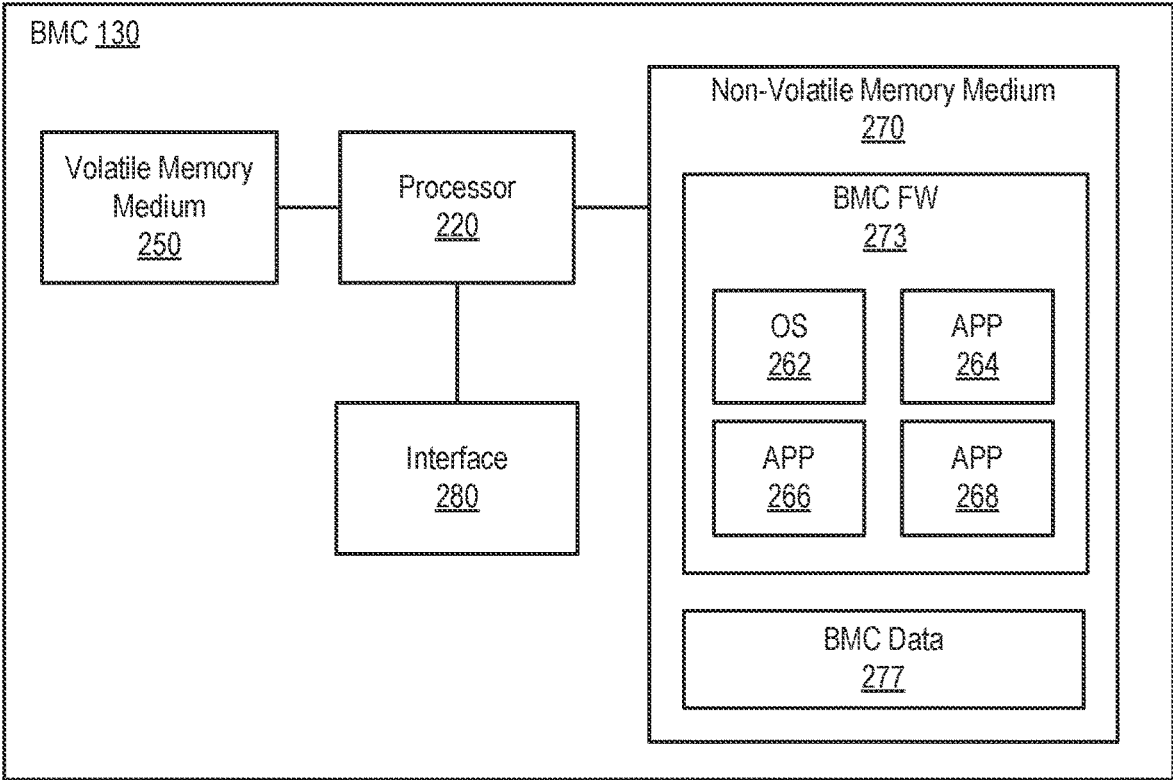 BMC 130
Volatile Memory
Medium
250
Processor
220
Interface
280
Non-Volatile Memory Medium
270
BMC FW
273
OS
262
APP
264
APP
266
APP
268
BMC Data
277